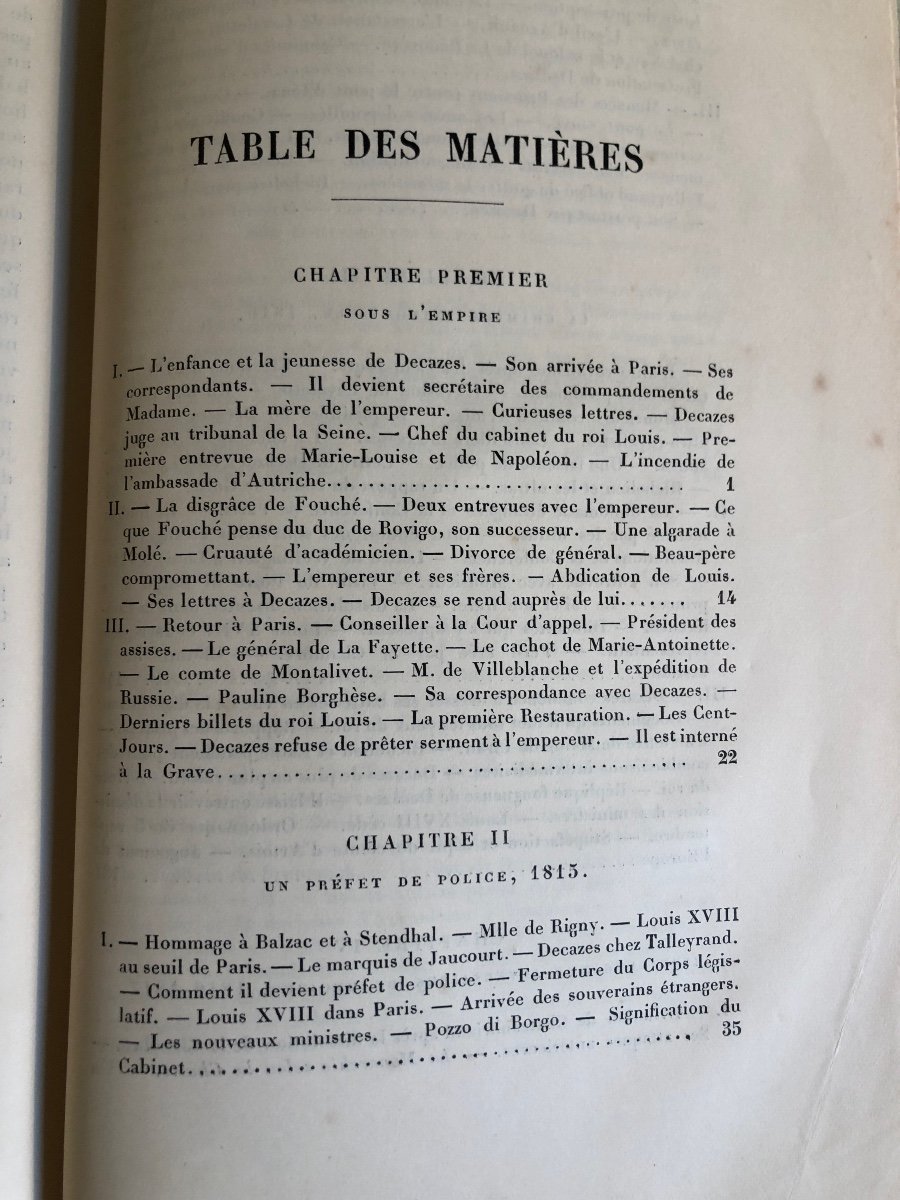 TABLE DES MATIÈRES
CHAPITRE PREMIER
SOUS L'EMPIRE
I. — L'enfance et la jeunesse de Decazes. — Son arrivée à Paris. — Ses
correspondants. — Il devient secrétaire des commandements de
Madame. — La mère de l'empereur. — Curieuses lettres. — Decazes
juge au tribunal de la Seine. — Chef du cabinet du roi Louis. — Pre-
mière entrevue de Marie-Louise et de Napoléon. — L'incendie de
l'ambassade d'Autriche................................ 1
II. — La disgrâce de Fouché. — Deux entrevues avec l'empereur. — Ce
que Fouché pense du duc de Rovigo, son successeur. — Une algarade à
Molé. — Cruauté d'académicien. — Divorce de général. — Beau-père
compromettant. — L'empereur et ses frères. — Abdication de Louis.
— Ses lettres à Decazes. — Decazes se rend auprès de lui....... 14
III. — Retour à Paris. — Conseiller à la Cour d'appel. — Président des
assises. — Le général de La Fayette. — Le cachot de Marie-Antoinette.
— Le comte de Montalivet. — M. de Villeblanche et l'expédition de
Russie. — Pauline Borghèse. — Sa correspondance avec Decazes. —
Derniers billets du roi Louis. — La première Restauration. — Les Cent-
Jours. — Decazes refuse de prêter serment à l'empereur. — Il est interné
à la Grave.......................................... 22
CHAPITRE II
UN PRÉFET DE POLICE, 1815.
I. — Hommage à Balzac et à Stendhal. — Mlle de Rigny. — Louis XVIII
au seuil de Paris. — Le marquis de Jaucourt. — Decazes chez Talleyrand.
— Comment il devient préfet de police. — Fermeture du Corps légis-
latif. — Louis XVIII dans Paris. — Arrivée des souverains étrangers.
— Les nouveaux ministres. — Pozzo di Borgo. — Signification du
Cabinet........................................ 35